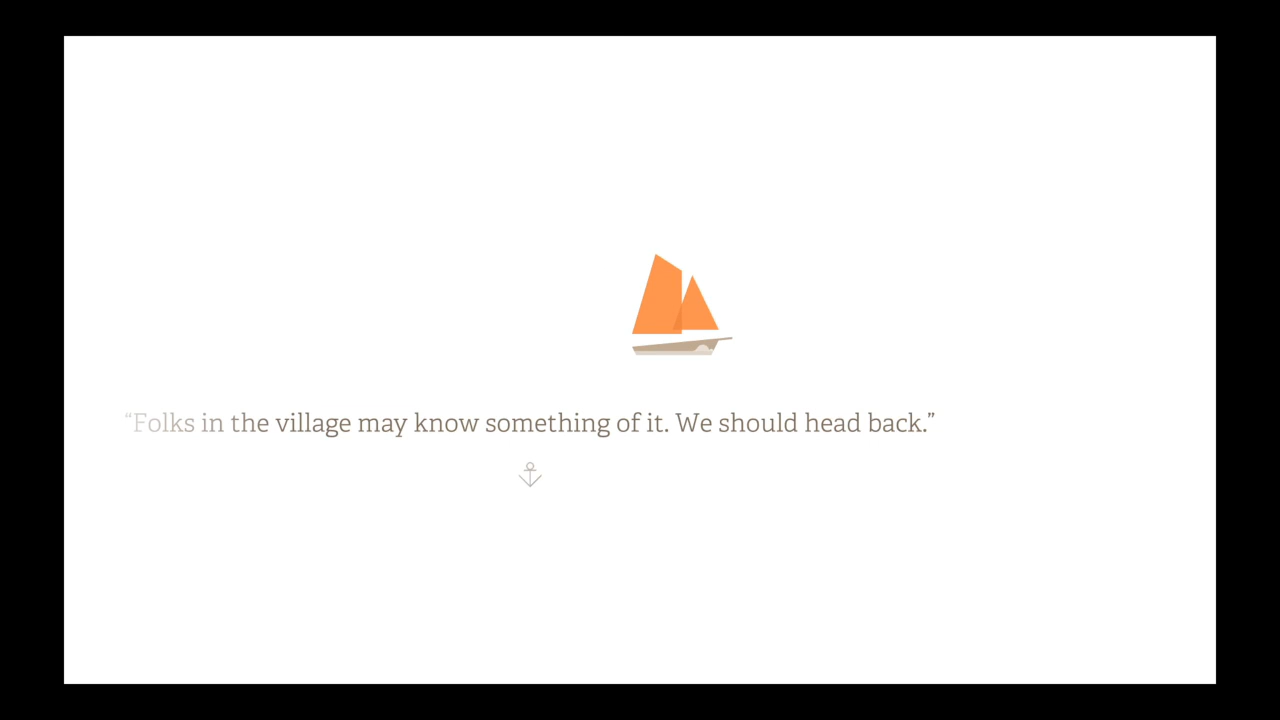 “Folks in the village may know something of it. We should head back.”